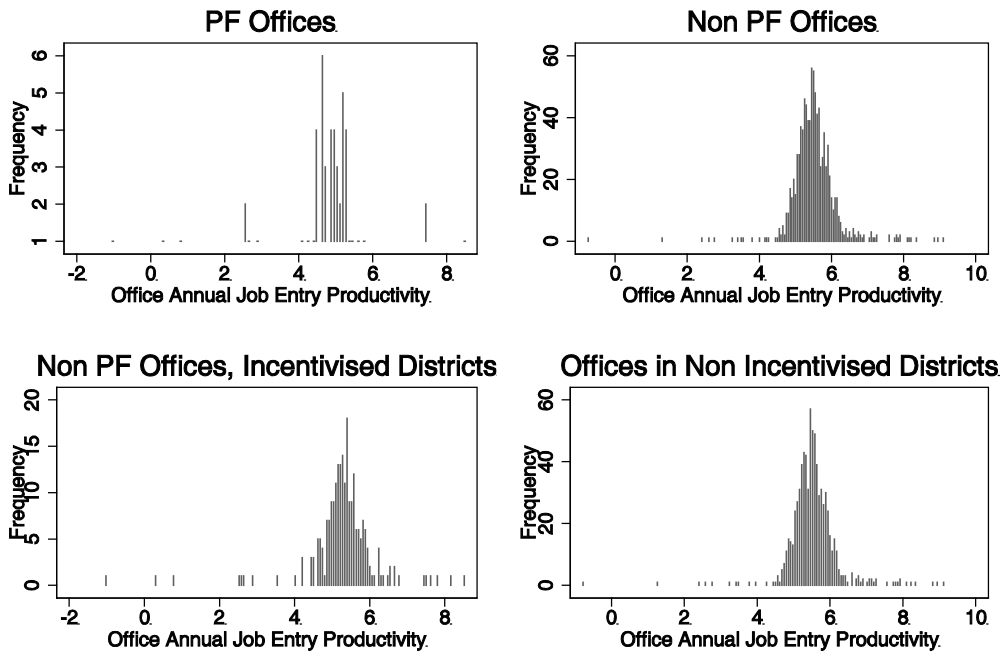 PF Offices.
Frequency
6
5
4
3
2
1
-2. 0. 2. 4. 6. 8.
Office Annual Job Entry Productivity.
Non PF Offices.
Frequency
60
40
20
0
0. 2. 4. 6. 8. 10.
Office Annual Job Entry Productivity.
Non PF Offices, Incentivised Districts
Frequency
20
15
10
5
0
-2. 0. 2. 4. 6. 8.
Office Annual Job Entry Productivity.
Offices in Non Incentivised Districts.
Frequency
60
40
20
0
0. 2. 4. 6. 8. 10.
Office Annual Job Entry Productivity.